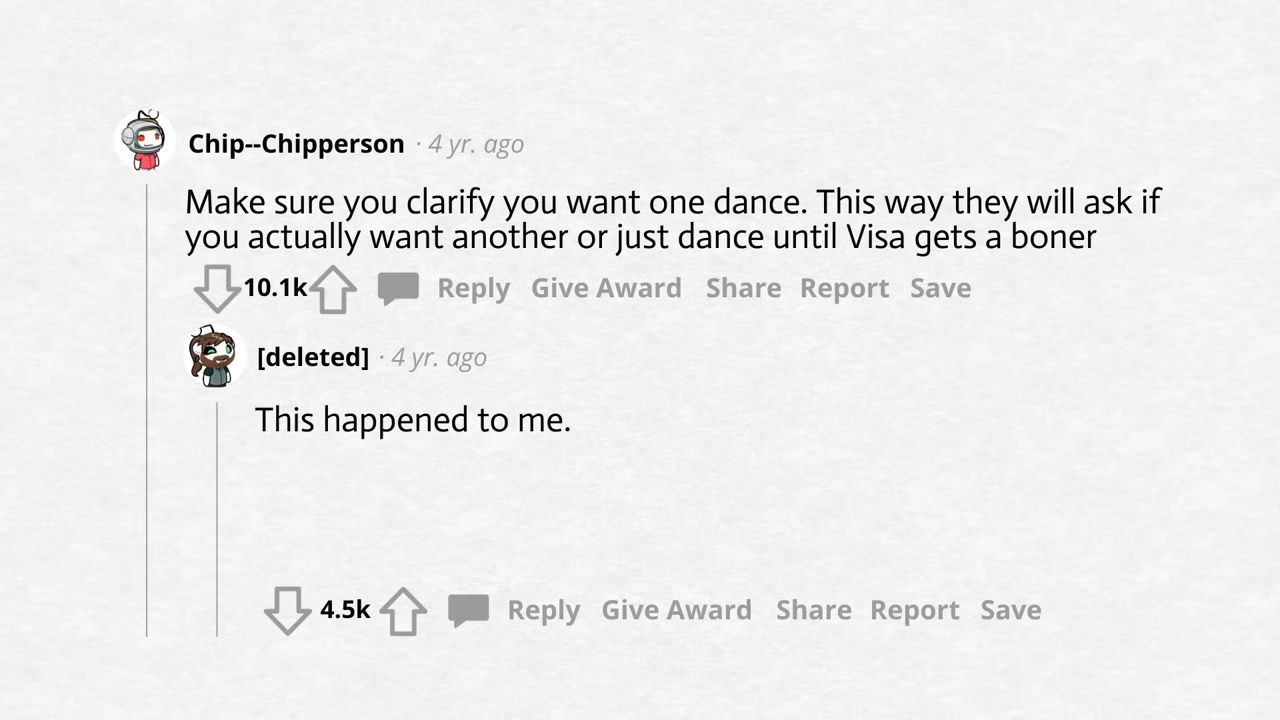 Chip--Chipperson · 4 yr. ago
Make sure you clarify you want one dance. This way they will ask if
you actually want another or just dance until Visa gets a boner
10.1k Reply Give Award Share Report Save
[deleted] · 4 yr. ago
This happened to me.
4.5k Reply Give Award Share Report Save